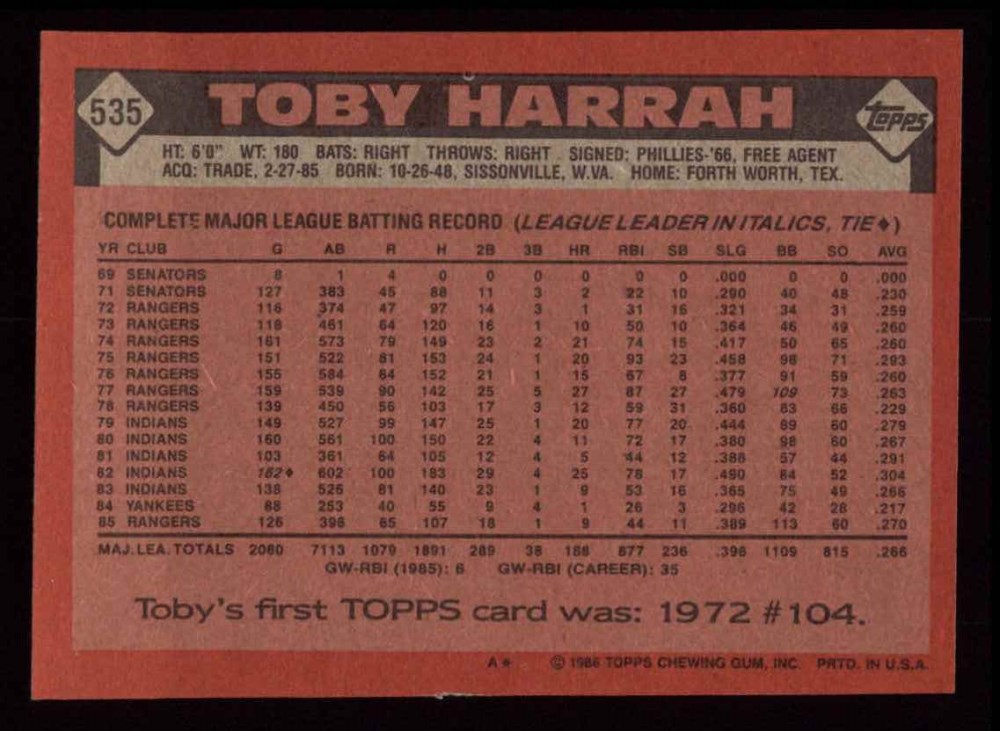 535 TOBY HARRAH Topps
HT: 6'0" WT: 180 BATS: RIGHT THROWS: RIGHT SIGNED: PHILLIES-'66, FREE AGENT
ACQ: TRADE, 2-27-85 BORN: 10-26-48, SISSONVILLE, W.VA. HOME: FORTH WORTH, TEX.
COMPLETE MAJOR LEAGUE BATTING RECORD (LEAGUE LEADER IN ITALICS, TIE♦)
YR CLUB G AB R H 2B 3B HR RBI SB SLG BB SO AVG
69 SENATORS 8 1 4 0 0 0 0 0 0 .000 0 0 .000
71 SENATORS 127 383 45 88 11 3 2 22 10 .290 40 48 .230
72 RANGERS 116 374 47 97 14 3 1 31 16 .321 34 31 .259
73 RANGERS 118 461 64 120 16 1 10 50 10 .364 46 49 .260
74 RANGERS 161 573 79 149 23 2 21 74 15 .417 50 65 .260
75 RANGERS 151 522 81 153 24 1 20 93 23 .458 98 71 .293
76 RANGERS 155 584 64 152 21 1 15 67 8 .377 91 59 .260
77 RANGERS 159 539 90 142 25 5 27 87 27 .479 109 73 .263
78 RANGERS 139 450 56 103 17 3 12 59 31 .360 83 66 .229
79 INDIANS 149 527 99 147 25 1 20 77 20 .444 89 60 .279
80 INDIANS 160 561 100 150 22 4 11 72 17 .380 98 60 .267
81 INDIANS 103 361 64 105 12 4 5 44 12 .388 57 44 .291
82 INDIANS 162♦ 602 100 183 29 4 25 78 17 .490 84 52 .304
83 INDIANS 138 526 81 140 23 1 9 53 16 .365 75 49 .266
84 YANKEES 88 253 40 55 9 4 1 26 3 .296 42 28 .217
85 RANGERS 126 396 65 107 18 1 9 44 11 .389 113 60 .270
MAJ. LEA. TOTALS 2060 7113 1079 1891 289 38 188 877 236 .396 1109 815 .266
GW-RBI (1985): 6 GW-RBI (CAREER): 35
Toby's first TOPPS card was: 1972 #104.
A* © 1986 TOPPS CHEWING GUM, INC. PRTD. IN U.S.A.